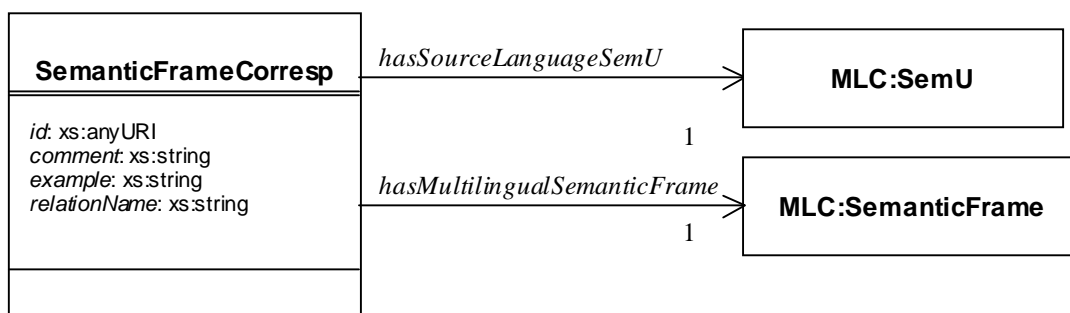 SemanticFrameCorresp
id: xs:anyURI
comment: xs:string
example: xs:string
relationName: xs:string
hasSourceLanguageSemU
1
MLC:SemU
hasMultilingualSemanticFrame
1
MLC:SemanticFrame